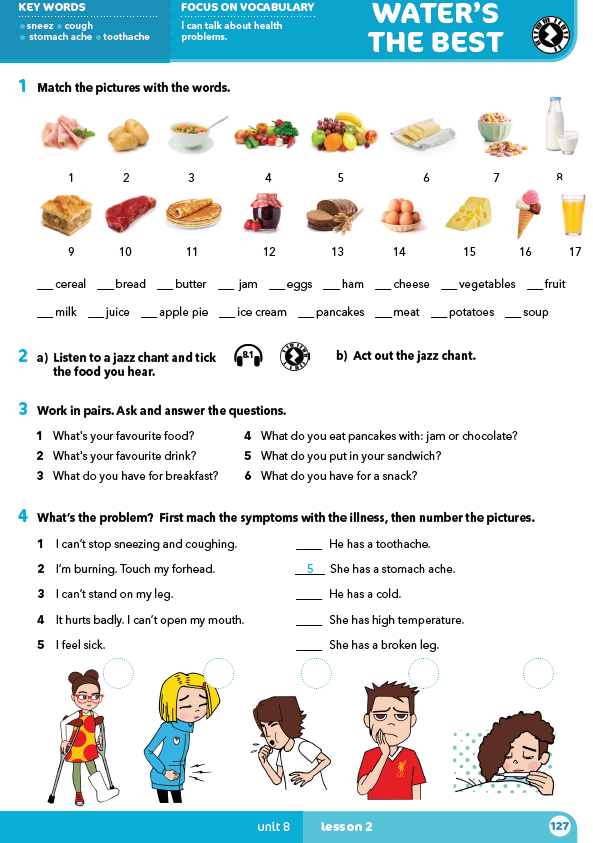 KEY WORDS
sneez cough
stomach ache toothache
FOCUS ON VOCABULARY
I can talk about health
problems.
WATER'S
THE BEST
1 Match the pictures with the words.
1 2 3 4 5 6 7 8
9 10 11 12 13 14 15 16 17
___ cereal ___ bread ___ butter ___ jam ___ eggs ___ ham ___ cheese ___ vegetables ___ fruit
___ milk ___ juice ___ apple pie ___ ice cream ___ pancakes ___ meat ___ potatoes ___ soup
2 a) Listen to a jazz chant and tick
the food you hear.
8.1
b) Act out the jazz chant.
3 Work in pairs. Ask and answer the questions.
1 What's your favourite food?
2 What's your favourite drink?
3 What do you have for breakfast?
4 What do you eat pancakes with: jam or chocolate?
5 What do you put in your sandwich?
6 What do you have for a snack?
4 What's the problem? First mach the symptoms with the illness, then number the pictures.
1 I can't stop sneezing and coughing.
2 I'm burning. Touch my forhead.
3 I can't stand on my leg.
4 It hurts badly. I can't open my mouth.
5 I feel sick.
____ He has a toothache.
__5__ She has a stomach ache.
____ He has a cold.
____ She has high temperature.
____ She has a broken leg.
unit 8 lesson 2
127